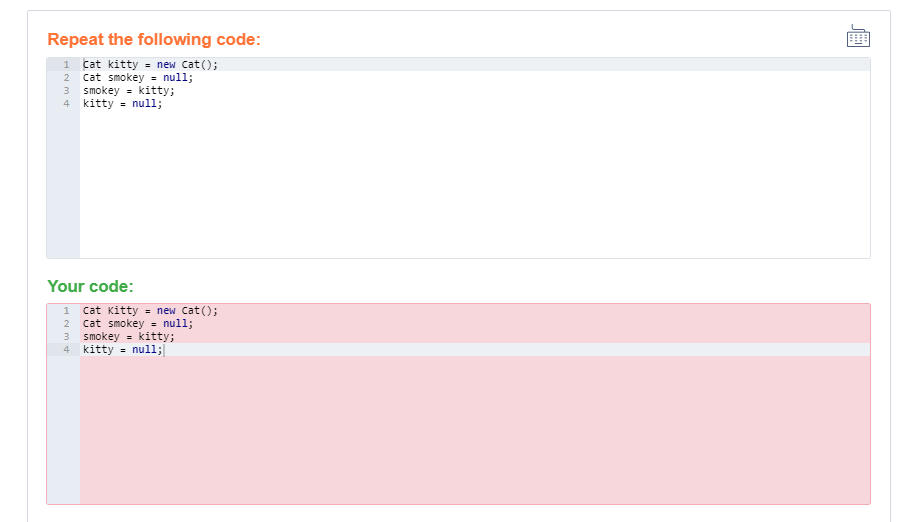 Repeat the following code:
1 Cat kitty = new Cat();
2 Cat smokey = null;
3 smokey = kitty;
4 kitty = null;
Your code:
1 Cat Kitty = new Cat();
2 Cat smokey = null;
3 smokey = kitty;
4 kitty = null;